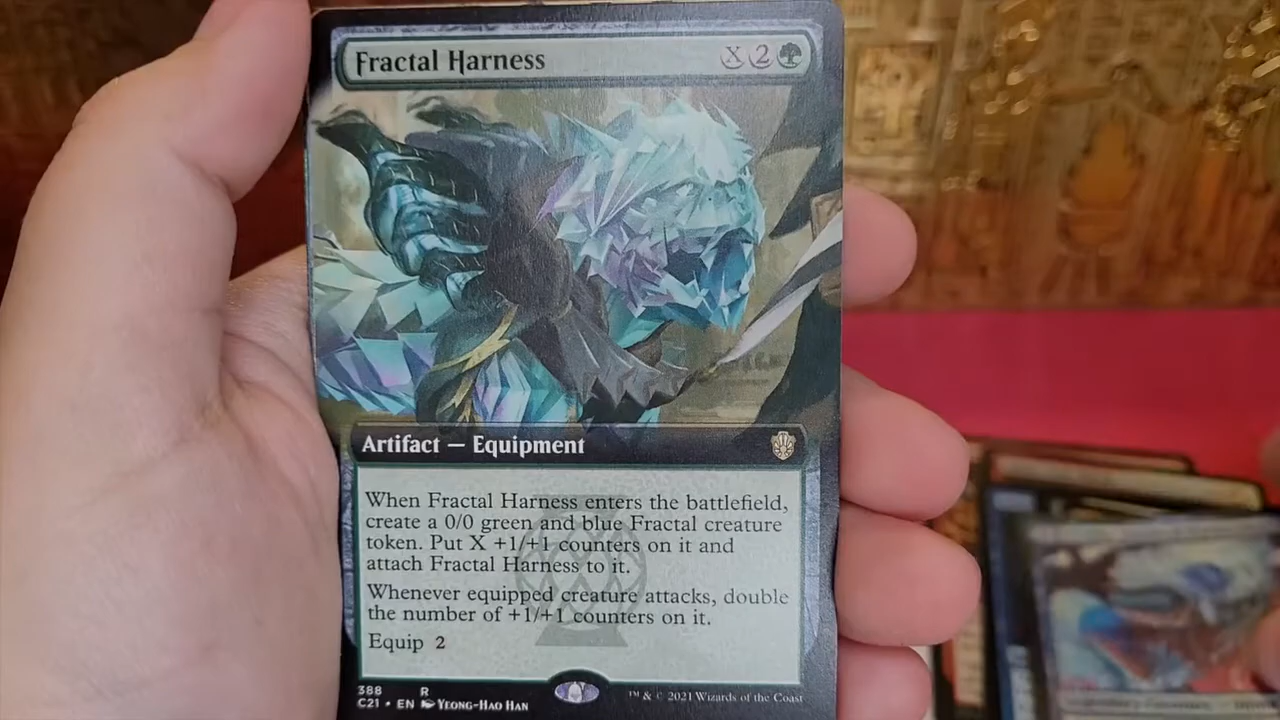 Fractal Harness X 2
Artifact — Equipment
When Fractal Harness enters the battlefield,
create a 0/0 green and blue Fractal creature
token. Put X +1/+1 counters on it and
attach Fractal Harness to it.
Whenever equipped creature attacks, double
the number of +1/+1 counters on it.
Equip 2
388 R
C21 • EN Yeong-Hao Han
™ & © 2021 Wizards of the Coast